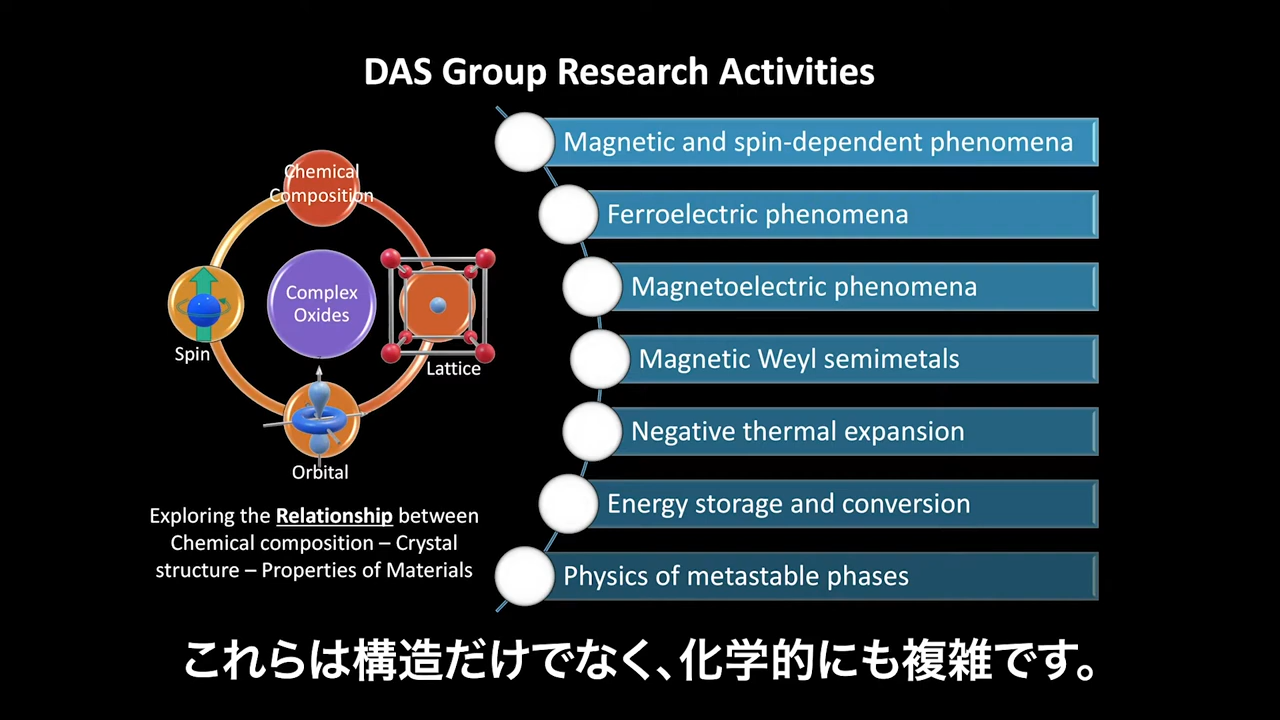 DAS Group Research Activities
Chemical
Composition
Complex
Oxides
Spin
Lattice
Orbital
Exploring the Relationship between
Chemical composition – Crystal
structure – Properties of Materials
Magnetic and spin-dependent phenomena
Ferroelectric phenomena
Magnetoelectric phenomena
Magnetic Weyl semimetals
Negative thermal expansion
Energy storage and conversion
Physics of metastable phases
これらは構造だけでなく、化学的にも複雑です。